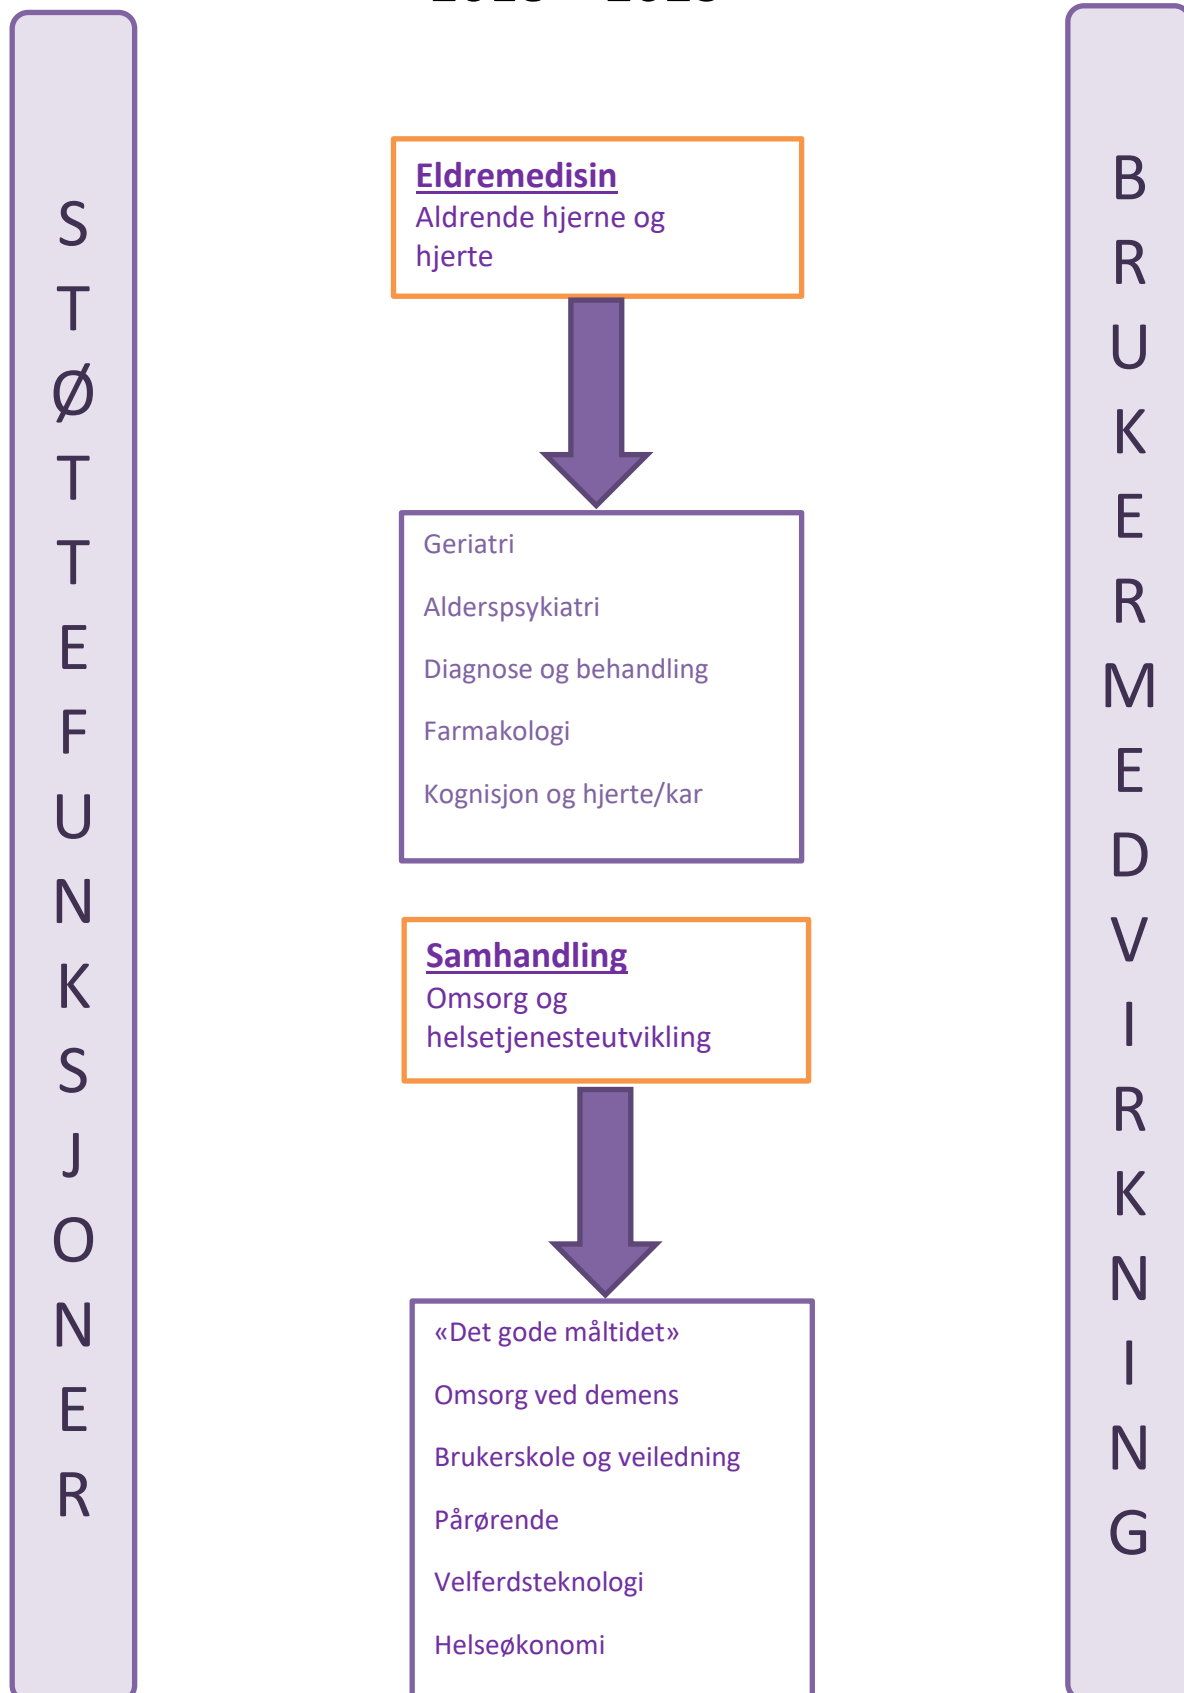 STØTTEFUNKSJONER
Eldremedisin
Aldrende hjerne og
hjerte
Geriatri
Alderspsykiatri
Diagnose og behandling
Farmakologi
Kognisjon og hjerte/kar
Samhandling
Omsorg og
helsetjenesteutvikling
«Det gode måltidet»
Omsorg ved demens
Brukerskole og veiledning
Pårørende
Velferdsteknologi
Helseøkonomi
BRUKERMEDVIRKNING